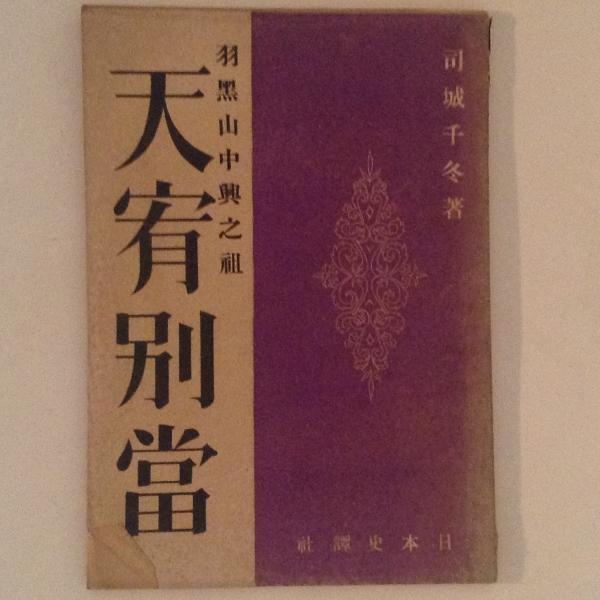 司城千冬著
羽黑山中興之祖
天宥別當
日本史譚社